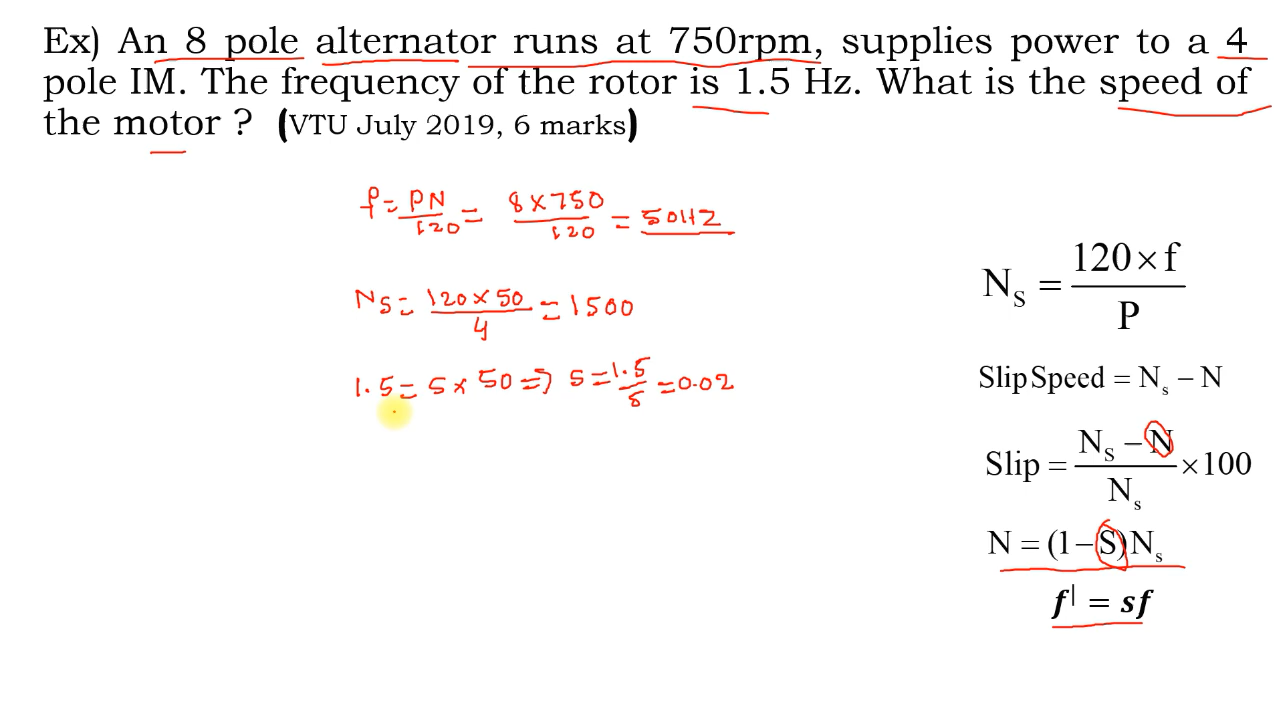 Ex) An 8 pole alternator runs at 750rpm, supplies power to a 4
pole IM. The frequency of the rotor is 1.5 Hz. What is the speed of
the motor ? (VTU July 2019, 6 marks)
f = PN/120 = 8 × 750/120 = 50HZ
NS = 120 × 50/4 = 1500
1.5 = S × 50 => S = 1.5/5 = 0.02
N_S = 120 × f/P
Slip Speed = N_s − N
Slip = N_S − N/N_s × 100
N = (1 − S)N_s
f| = sf